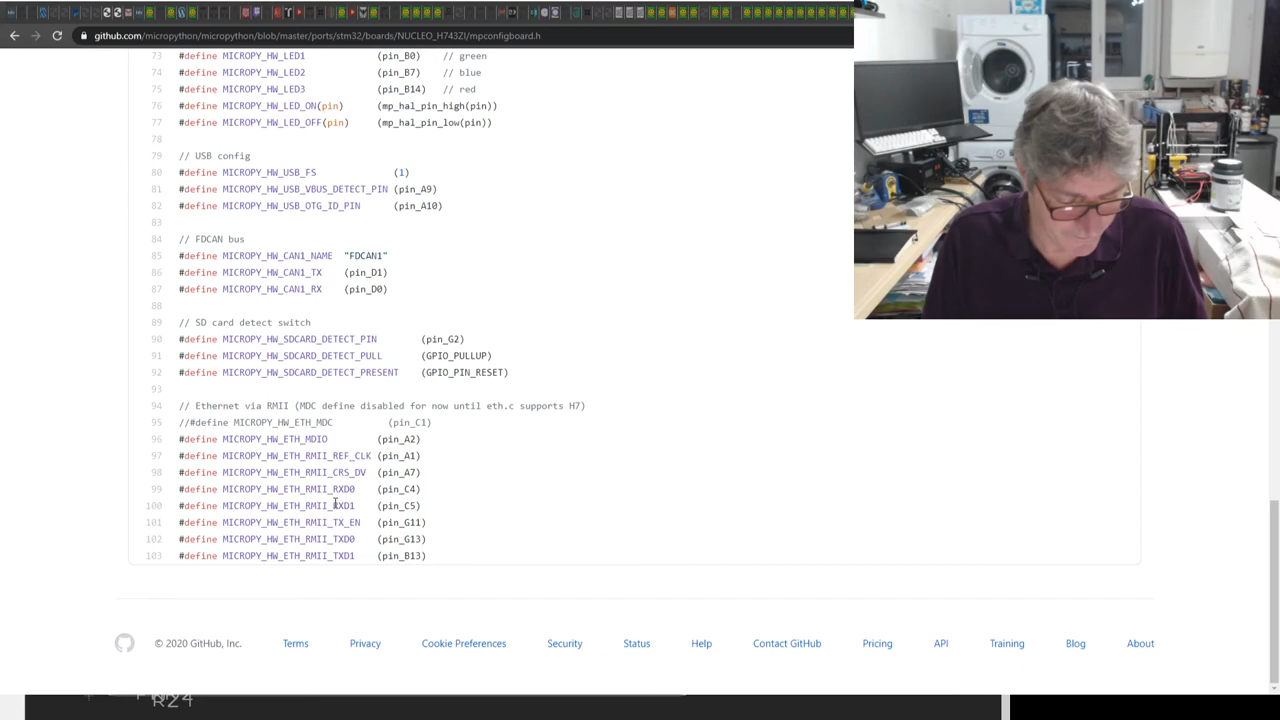 github.com/micropython/micropython/blob/master/ports/stm32/boards/NUCLEO_H743ZI/mpconfigboard.h
73 #define MICROPY_HW_LED1 (pin_B0) // green
74 #define MICROPY_HW_LED2 (pin_B7) // blue
75 #define MICROPY_HW_LED3 (pin_B14) // red
76 #define MICROPY_HW_LED_ON(pin) (mp_hal_pin_high(pin))
77 #define MICROPY_HW_LED_OFF(pin) (mp_hal_pin_low(pin))
78
79 // USB config
80 #define MICROPY_HW_USB_FS (1)
81 #define MICROPY_HW_USB_VBUS_DETECT_PIN (pin_A9)
82 #define MICROPY_HW_USB_OTG_ID_PIN (pin_A10)
83
84 // FDCAN bus
85 #define MICROPY_HW_CAN1_NAME "FDCAN1"
86 #define MICROPY_HW_CAN1_TX (pin_D1)
87 #define MICROPY_HW_CAN1_RX (pin_D0)
88
89 // SD card detect switch
90 #define MICROPY_HW_SDCARD_DETECT_PIN (pin_G2)
91 #define MICROPY_HW_SDCARD_DETECT_PULL (GPIO_PULLUP)
92 #define MICROPY_HW_SDCARD_DETECT_PRESENT (GPIO_PIN_RESET)
93
94 // Ethernet via RMII (MDC define disabled for now until eth.c supports H7)
95 //#define MICROPY_HW_ETH_MDC (pin_C1)
96 #define MICROPY_HW_ETH_MDIO (pin_A2)
97 #define MICROPY_HW_ETH_RMII_REF_CLK (pin_A1)
98 #define MICROPY_HW_ETH_RMII_CRS_DV (pin_A7)
99 #define MICROPY_HW_ETH_RMII_RXD0 (pin_C4)
100 #define MICROPY_HW_ETH_RMII_RXD1 (pin_C5)
101 #define MICROPY_HW_ETH_RMII_TX_EN (pin_G11)
102 #define MICROPY_HW_ETH_RMII_TXD0 (pin_G13)
103 #define MICROPY_HW_ETH_RMII_TXD1 (pin_B13)
© 2020 GitHub, Inc. Terms Privacy Cookie Preferences Security Status Help Contact GitHub Pricing API Training Blog About
R24